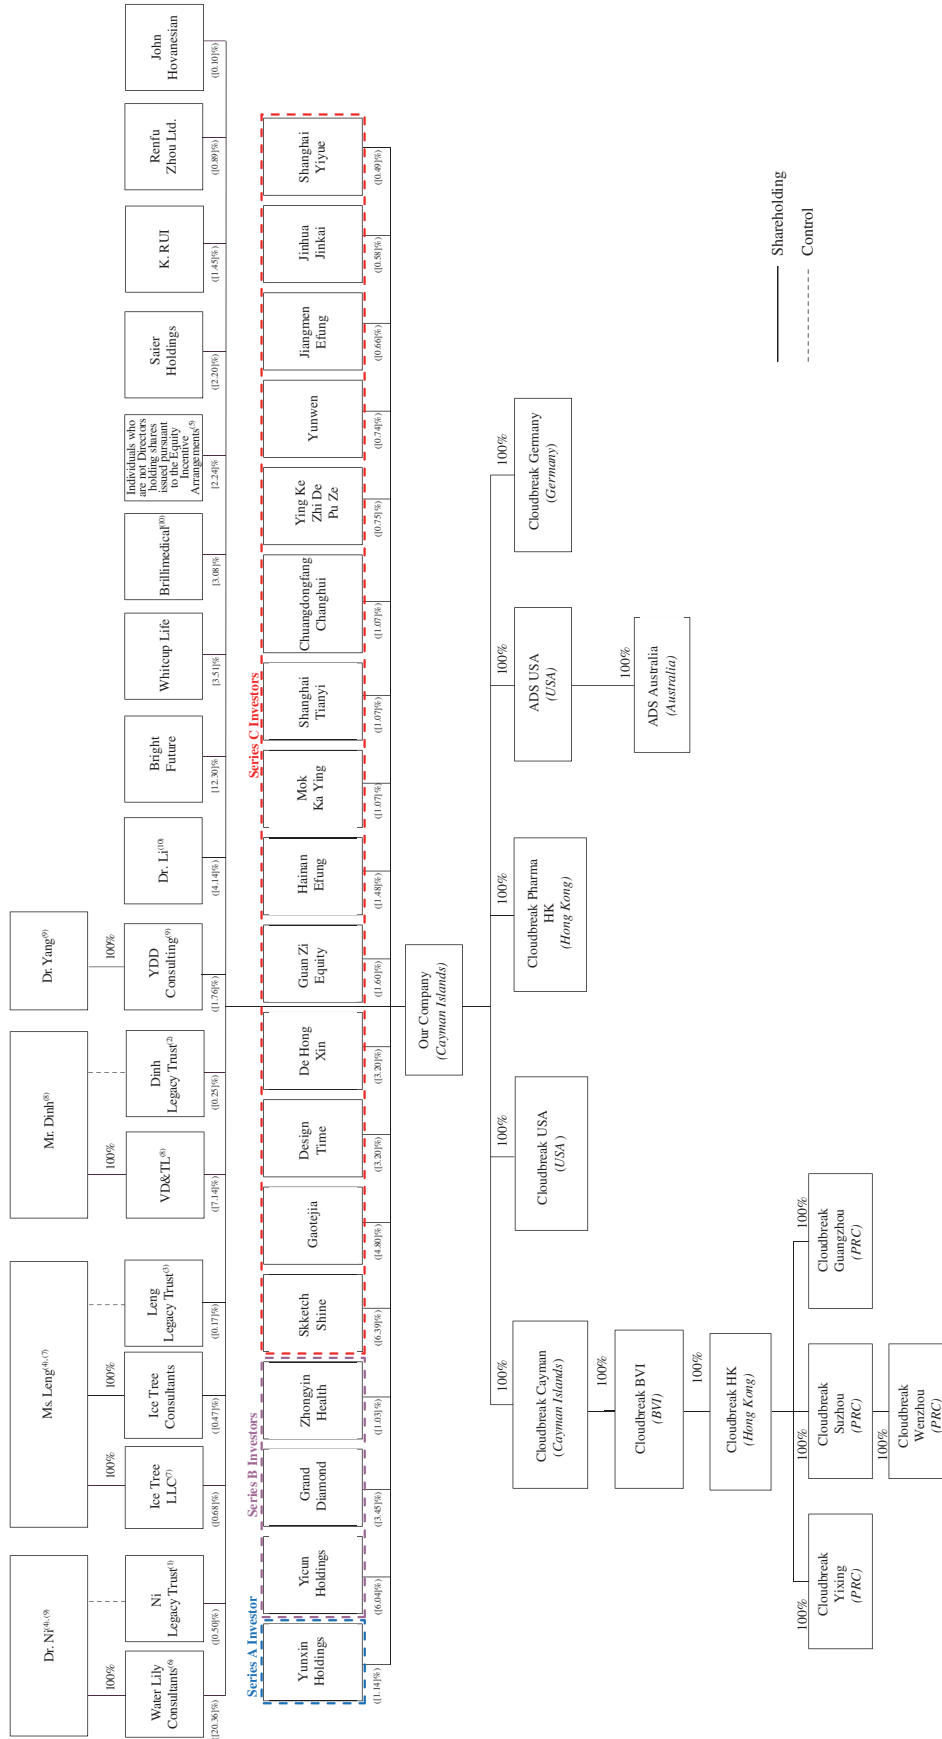 Dr. Ni(4),(9)
Ms. Leng(4),(7)
Mr. Dinh(8)
Dr. Yang(9)
100%
100%
100%
100%
100%
Water Lily
Consultants(6)
Ni
Legacy Trust(1)
Ice Tree
LLC(7)
Ice Tree
Consultants
Leng
Legacy Trust(3)
VD&TL(8)
Dinh
Legacy Trust(2)
YDD
Consulting(9)
Dr. Li(10)
Bright
Future
Whitcup Life
Brillimedical(10)
Individuals who
are not Directors
holding shares
issued pursuant
to the Equity
Incentive
Arrangements(5)
Saier
Holdings
K. RUI
Renfu
Zhou Ltd.
John
Hovanesian
([20.36]%)
([0.50]%)
([0.68]%)
([0.47]%)
([0.17]%)
([7.14]%)
([0.25]%)
([1.76]%)
([4.14]%)
[12.30]%
[3.51]%
[3.08]%
[2.24]%
([2.20]%)
([1.45]%)
([0.89]%)
([0.10]%)
Series A Investor
Series B Investors
Series C Investors
Yunxin
Holdings
Yicun
Holdings
Grand
Diamond
Zhongyin
Health
Skketch
Shine
Gaotejia
Design
Time
De Hong
Xin
Guan Zi
Equity
Hainan
Efung
Mok
Ka Ying
Shanghai
Tianyi
Chuangdongfang
Changhui
Ying Ke
Zhi De
Pu Ze
Yunwen
Jiangmen
Efung
Jinhua
Jinkai
Shanghai
Yiyue
([1.14]%)
([6.04]%)
([3.45]%)
([1.03]%)
([6.39]%)
([4.80]%)
([3.20]%)
([3.20]%)
([1.60]%)
([1.48]%)
([1.07]%)
([1.07]%)
([1.07]%)
([0.75]%)
([0.74]%)
([0.66]%)
([0.58]%)
([0.49]%)
Our Company
(Cayman Islands)
100%
100%
100%
100%
100%
Cloudbreak Cayman
(Cayman Islands)
Cloudbreak USA
(USA )
Cloudbreak Pharma
HK
(Hong Kong)
ADS USA
(USA)
Cloudbreak Germany
(Germany)
100%
100%
Cloudbreak BVI
(BVI)
ADS Australia
(Australia)
100%
Cloudbreak HK
(Hong Kong)
100%
100%
100%
Cloudbreak
Yixing
(PRC)
Cloudbreak
Suzhou
(PRC)
Cloudbreak
Guangzhou
(PRC)
100%
Cloudbreak
Wenzhou
(PRC)
Shareholding
Control